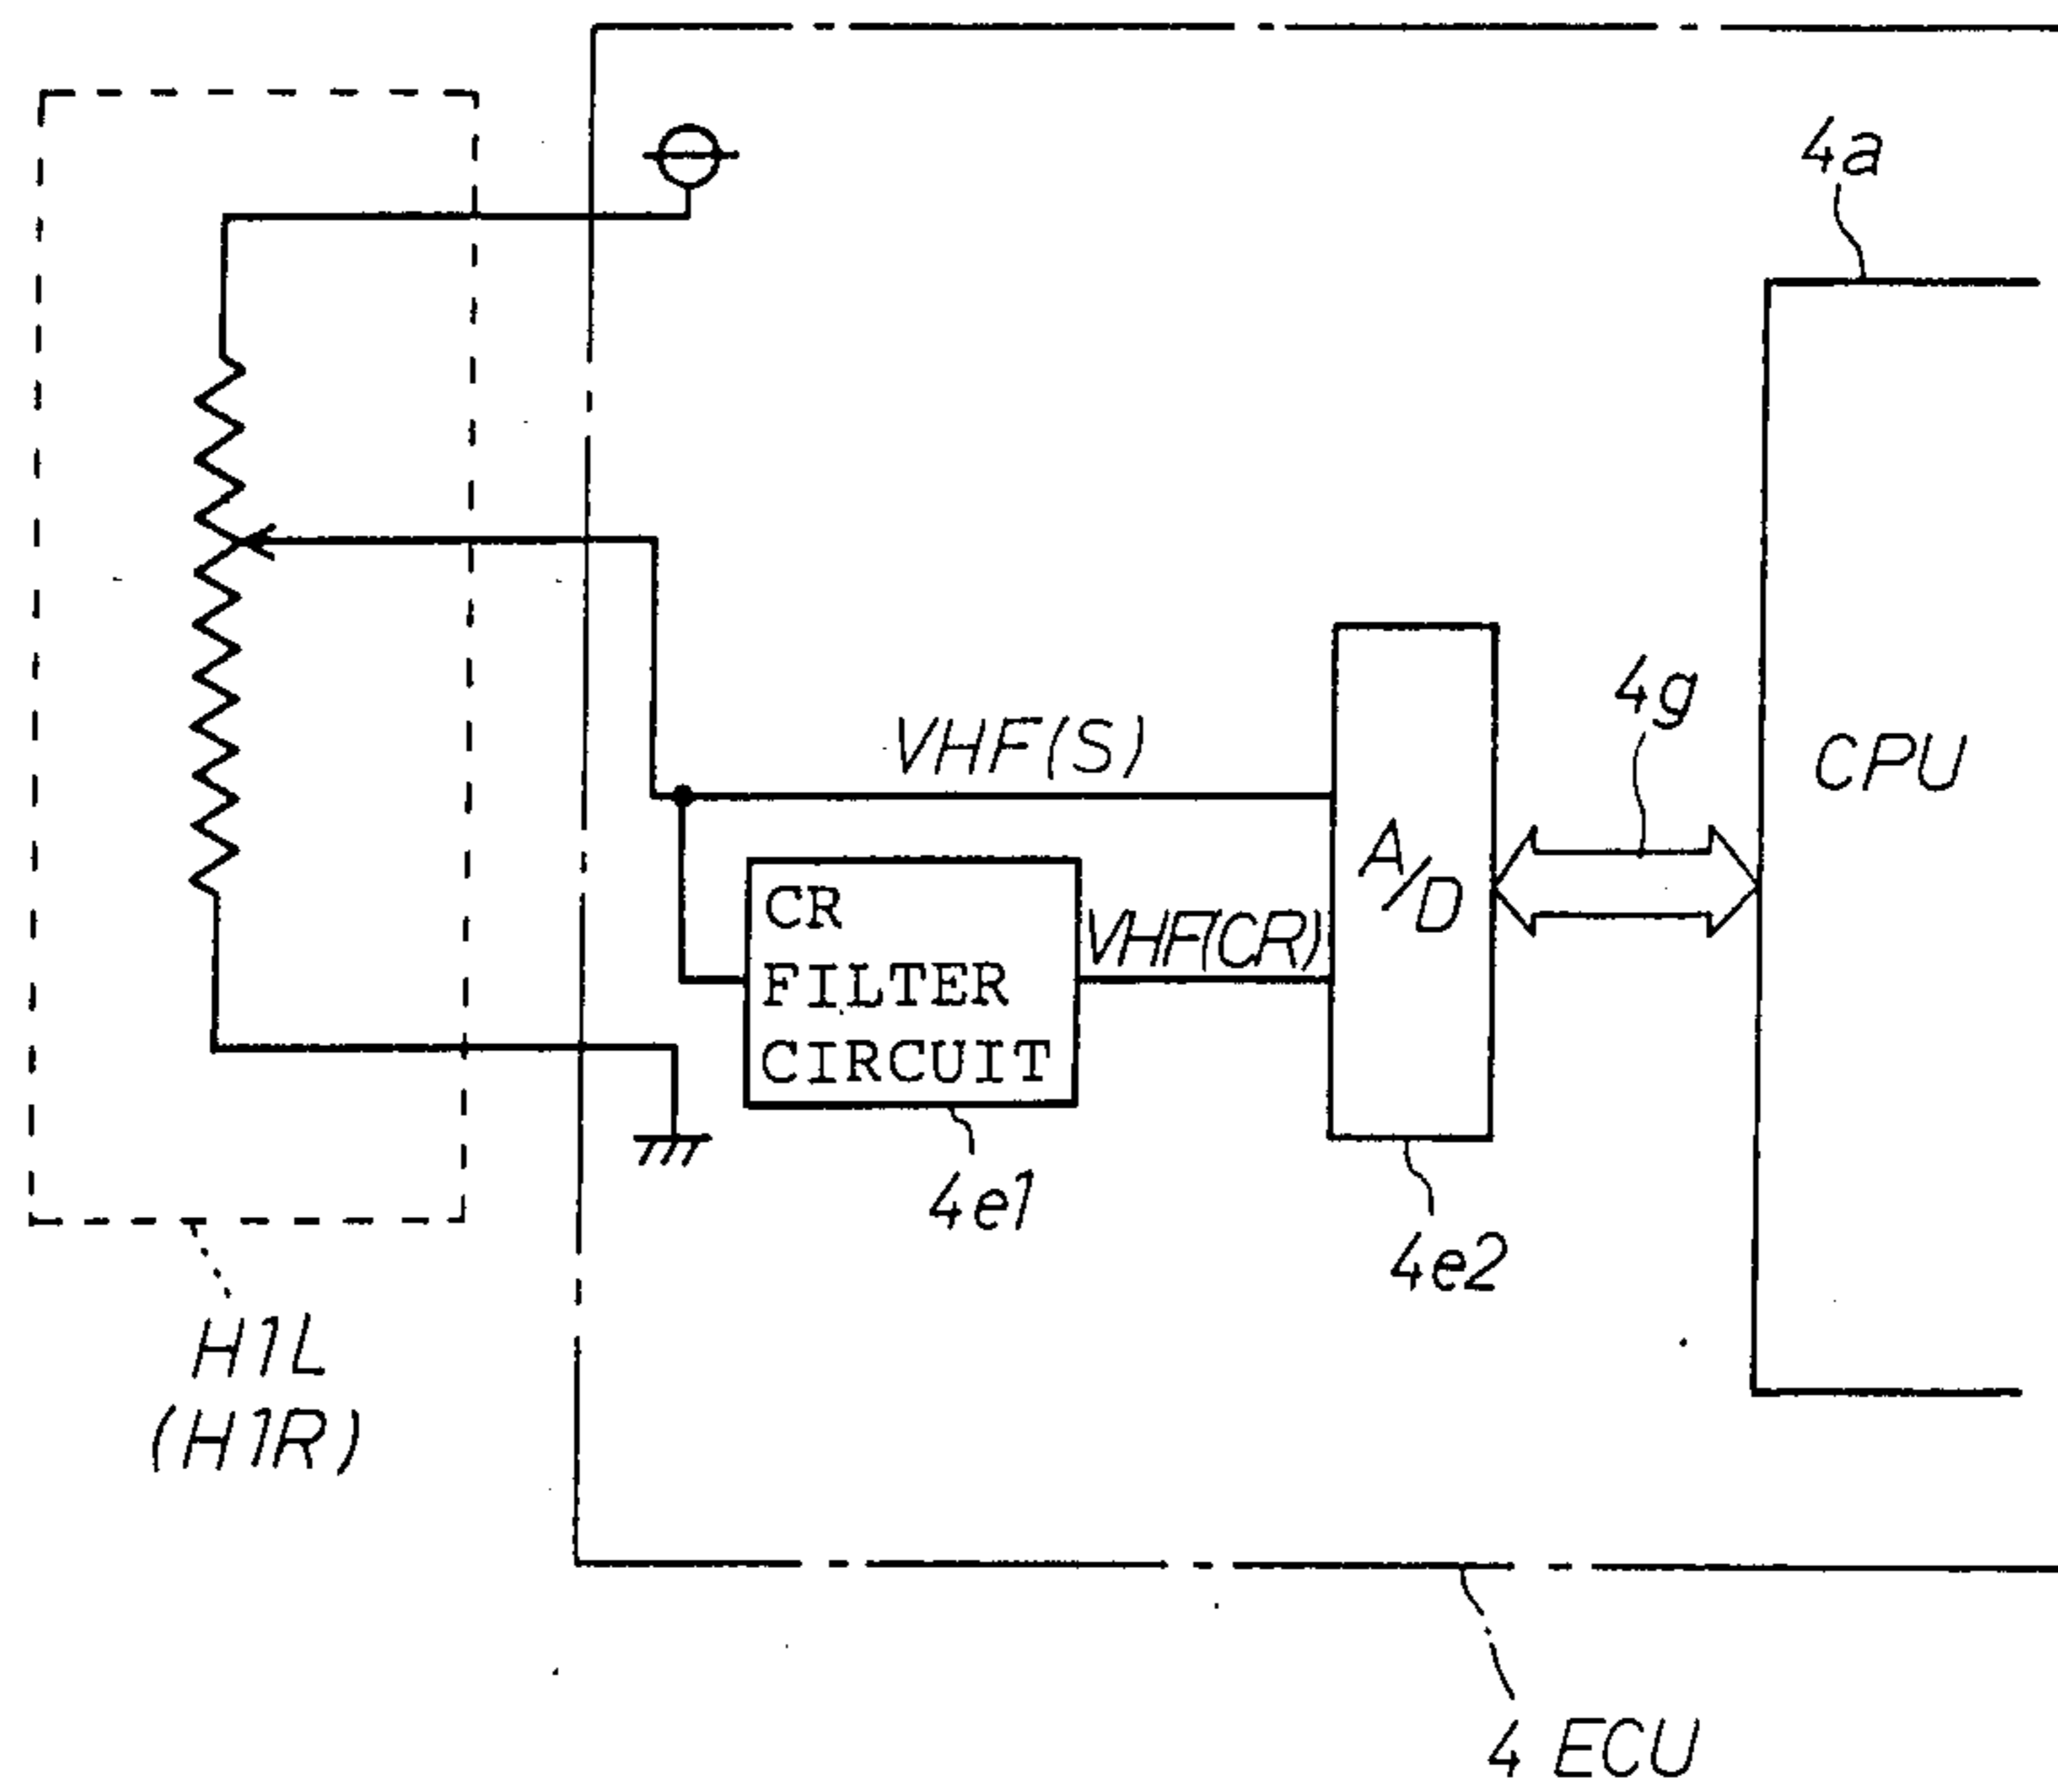 4a
4g
VHF(S)
CPU
A/D
CR
FILTER
CIRCUIT
VHF(CR)
4e1
4e2
H1L
(H1R)
4 ECU